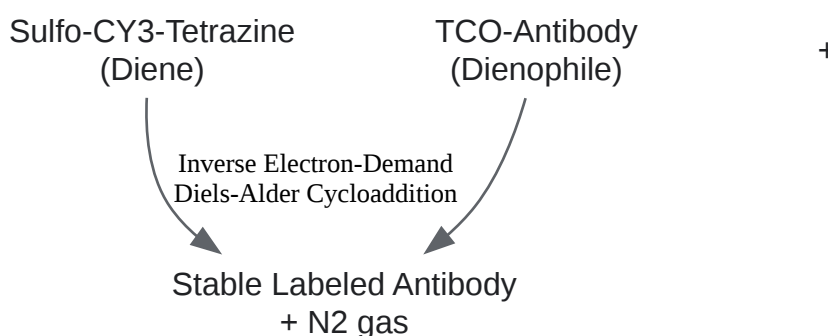 Sulfo-CY3-Tetrazine
(Diene)
TCO-Antibody
(Dienophile)
+
Inverse Electron-Demand
Diels-Alder Cycloaddition
Stable Labeled Antibody
+ N2 gas